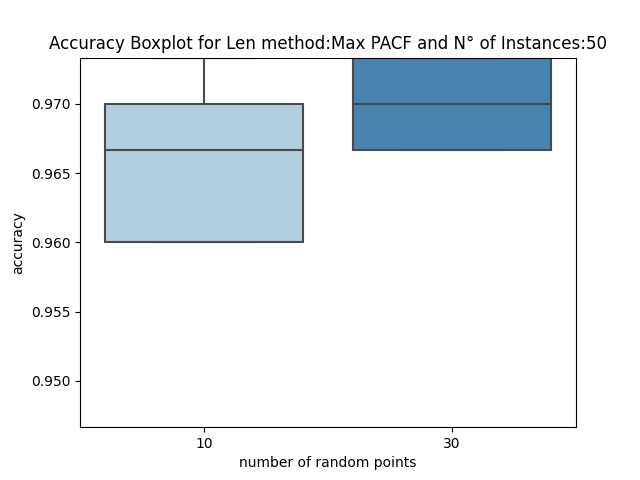 Accuracy Boxplot for Len method:Max PACF and N° of Instances:50
0.970
0.965
0.960
0.955
0.950
accuracy
10 30
number of random points